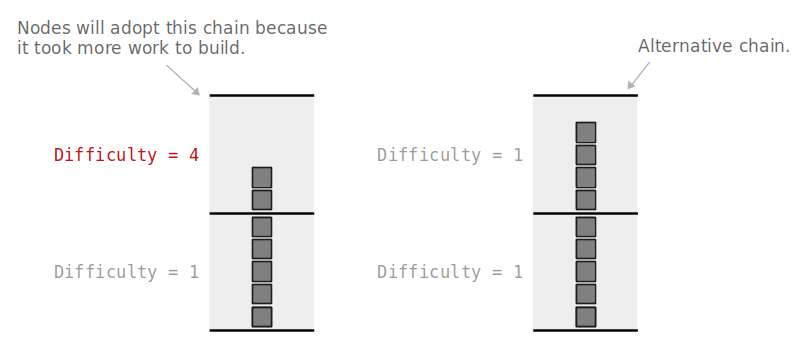 Nodes will adopt this chain because
it took more work to build.
Alternative chain.
Difficulty = 4
Difficulty = 1
Difficulty = 1
Difficulty = 1